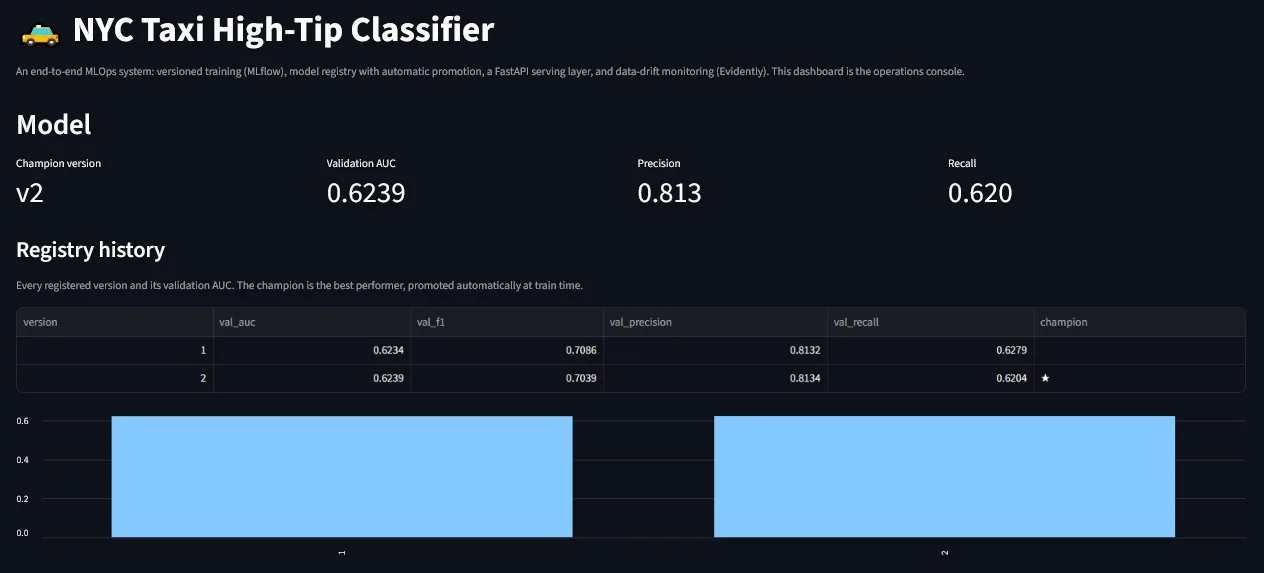 NYC Taxi High-Tip Classifier
An end-to-end MLOps system: versioned training (MLflow), model registry with automatic promotion, a FastAPI serving layer, and data-drift monitoring (Evidently). This dashboard is the operations console.
Model
Champion version Validation AUC Precision Recall
v2 0.6239 0.813 0.620
Registry history
Every registered version and its validation AUC. The champion is the best performer, promoted automatically at train time.
version val_auc val_f1 val_precision val_recall champion
1 0.6234 0.7086 0.8132 0.6279
2 0.6239 0.7039 0.8134 0.6204 ★
0.6
0.4
0.2
0.0
1 2